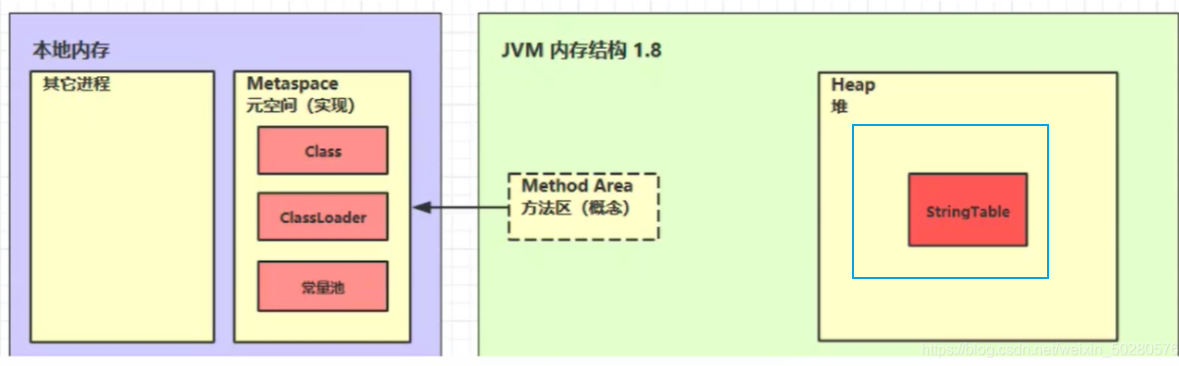 本地内存
其它进程
Metaspace
元空间（实现）
Class
ClassLoader
常量池
JVM 内存结构 1.8
Method Area
方法区（概念）
Heap
堆
StringTable
https://blog.csdn.net/weixin_50280576